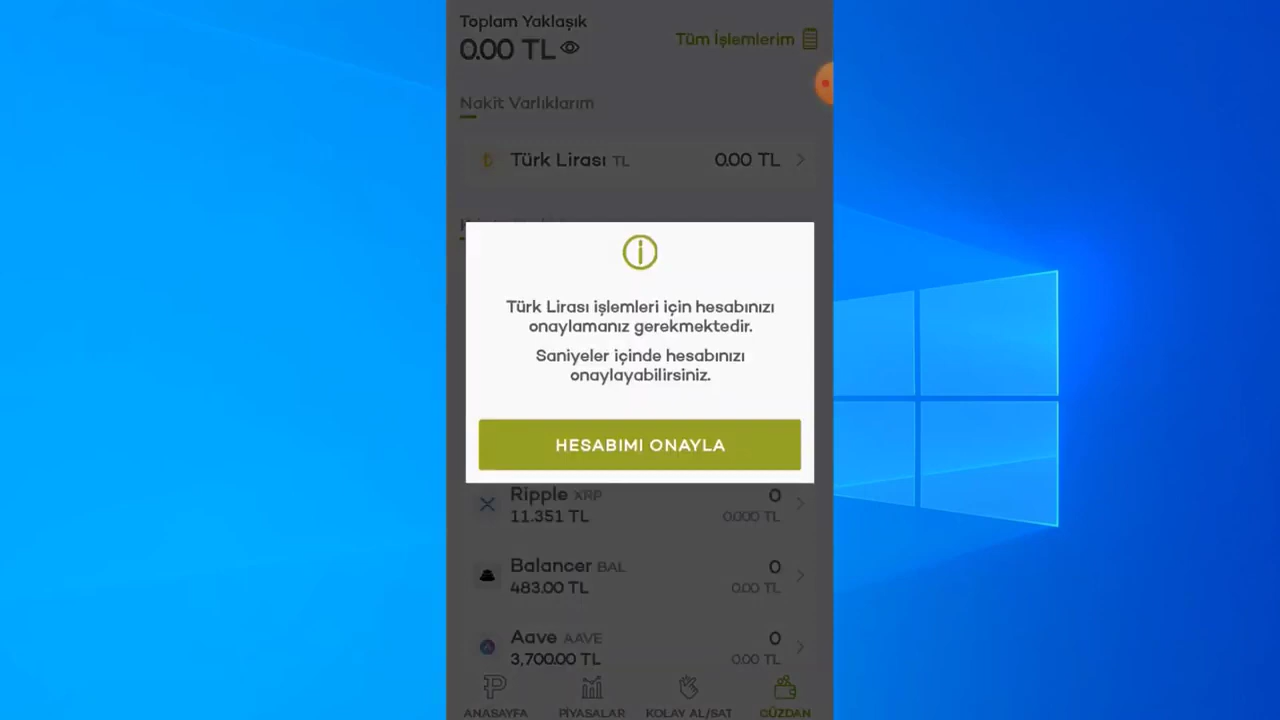 Toplam Yaklaşık
0.00 TL
Tüm İşlemlerim
Nakit Varlıklarım
Türk Lirası TL 0.00 TL
Türk Lirası işlemleri için hesabınızı
onaylamanız gerekmektedir.
Saniyeler içinde hesabınızı
onaylayabilirsiniz.
HESABIMI ONAYLA
Ripple XRP 0
11.351 TL 0.000 TL
Balancer BAL 0
483.00 TL 0.00 TL
Aave AAVE 0
3,700.00 TL 0.00 TL
ANASAYFA PİYASALAR KOLAY AL/SAT CÜZDAN